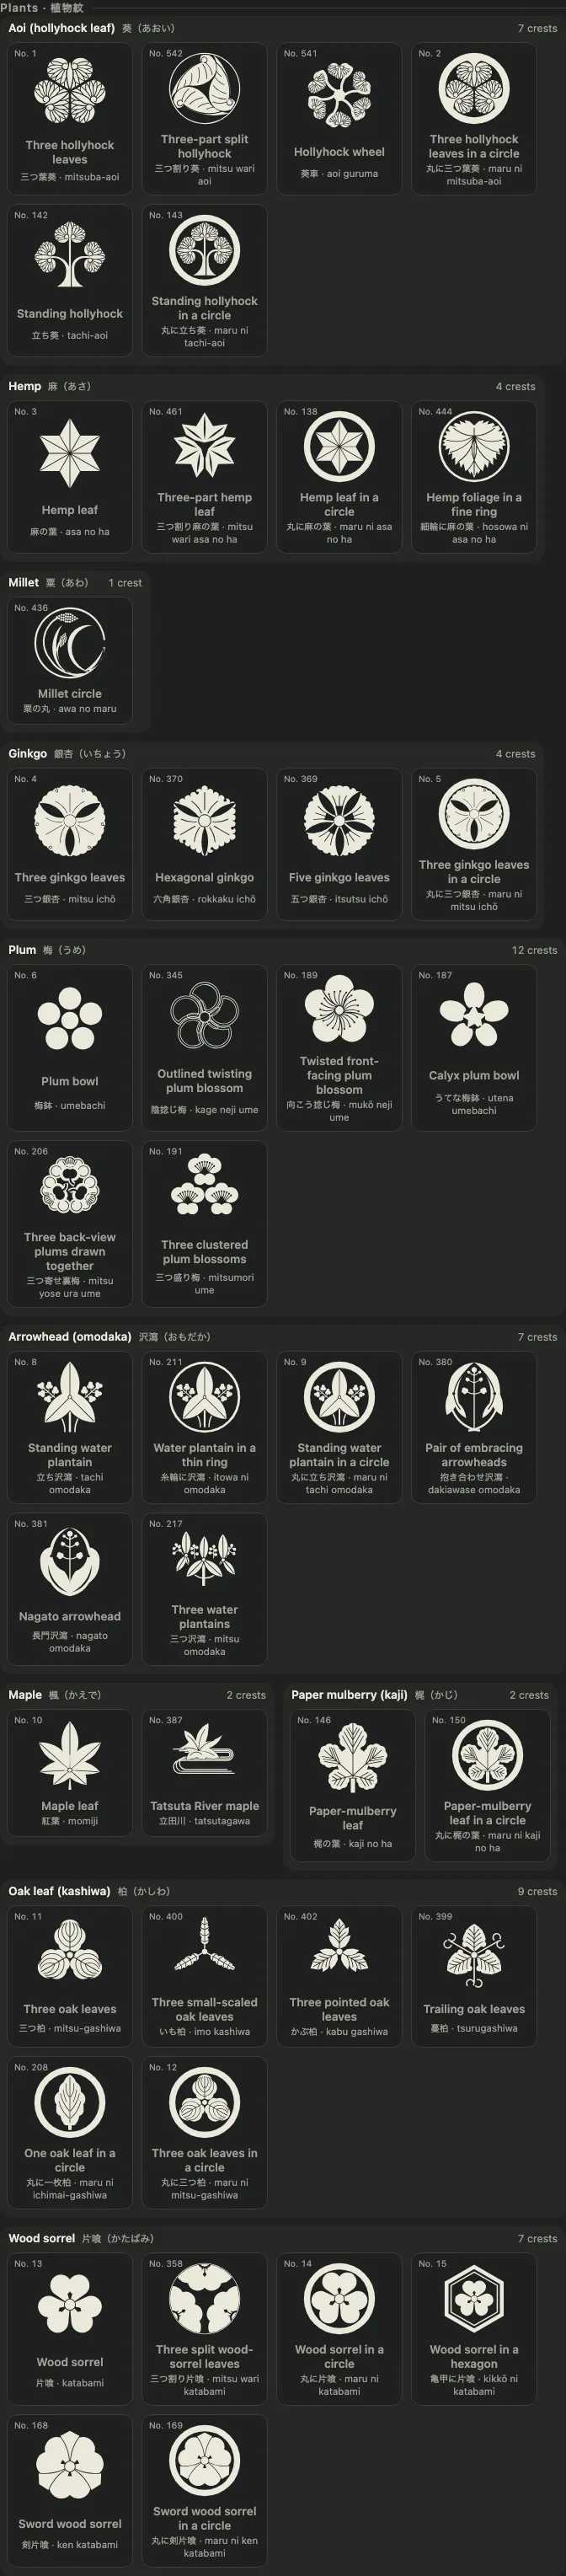 Plants · 植物紋
Aoi (hollyhock leaf) 葵（あおい） 7 crests
No. 1
Three hollyhock
leaves
三つ葉葵 · mitsuba-aoi
No. 542
Three-part split
hollyhock
三つ割り葵 · mitsu wari
aoi
No. 541
Hollyhock wheel
葵車 · aoi guruma
No. 2
Three hollyhock
leaves in a circle
丸に三つ葉葵 · maru ni
mitsuba-aoi
No. 142
Standing hollyhock
立ち葵 · tachi-aoi
No. 143
Standing hollyhock
in a circle
丸に立ち葵 · maru ni
tachi-aoi
Hemp 麻（あさ） 4 crests
No. 3
Hemp leaf
麻の葉 · asa no ha
No. 461
Three-part hemp
leaf
三つ割り麻の葉 · mitsu
wari asa no ha
No. 138
Hemp leaf in a
circle
丸に麻の葉 · maru ni asa
no ha
No. 444
Hemp foliage in a
fine ring
細輪に麻の葉 · hosowa ni
asa no ha
Millet 粟（あわ） 1 crest
No. 436
Millet circle
粟の丸 · awa no maru
Ginkgo 銀杏（いちょう） 4 crests
No. 4
Three ginkgo leaves
三つ銀杏 · mitsu ichō
No. 370
Hexagonal ginkgo
六角銀杏 · rokkaku ichō
No. 369
Five ginkgo leaves
五つ銀杏 · itsutsu ichō
No. 5
Three ginkgo leaves
in a circle
丸に三つ銀杏 · maru ni
mitsu ichō
Plum 梅（うめ） 12 crests
No. 6
Plum bowl
梅鉢 · umebachi
No. 345
Outlined twisting
plum blossom
陰捻じ梅 · kage neji ume
No. 189
Twisted front-
facing plum
blossom
向こう捻じ梅 · mukō neji
ume
No. 187
Calyx plum bowl
うてな梅鉢 · utena
umebachi
No. 206
Three back-view
plums drawn
together
三つ寄せ裏梅 · mitsu
yose ura ume
No. 191
Three clustered
plum blossoms
三つ盛り梅 · mitsumori
ume
Arrowhead (omodaka) 沢瀉（おもだか） 7 crests
No. 8
Standing water
plantain
立ち沢瀉 · tachi
omodaka
No. 211
Water plantain in a
thin ring
糸輪に沢瀉 · itowa ni
omodaka
No. 9
Standing water
plantain in a circle
丸に立ち沢瀉 · maru ni
tachi omodaka
No. 380
Pair of embracing
arrowheads
抱き合わせ沢瀉 ·
dakiawase omodaka
No. 381
Nagato arrowhead
長門沢瀉 · nagato
omodaka
No. 217
Three water
plantains
三つ沢瀉 · mitsu
omodaka
Maple 楓（かえで） 2 crests
No. 10
Maple leaf
紅葉 · momiji
No. 387
Tatsuta River maple
立田川 · tatsutagawa
Paper mulberry (kaji) 梶（かじ） 2 crests
No. 146
Paper-mulberry
leaf
梶の葉 · kaji no ha
No. 150
Paper-mulberry
leaf in a circle
丸に梶の葉 · maru ni kaji
no ha
Oak leaf (kashiwa) 柏（かしわ） 9 crests
No. 11
Three oak leaves
三つ柏 · mitsu-gashiwa
No. 400
Three small-scaled
oak leaves
いも柏 · imo kashiwa
No. 402
Three pointed oak
leaves
かぶ柏 · kabu gashiwa
No. 399
Trailing oak leaves
蔓柏 · tsurugashiwa
No. 208
One oak leaf in a
circle
丸に一枚柏 · maru ni
ichimai-gashiwa
No. 12
Three oak leaves in
a circle
丸に三つ柏 · maru ni
mitsu-gashiwa
Wood sorrel 片喰（かたばみ） 7 crests
No. 13
Wood sorrel
片喰 · katabami
No. 358
Three split wood-
sorrel leaves
三つ割り片喰 · mitsu wari
katabami
No. 14
Wood sorrel in a
circle
丸に片喰 · maru ni
katabami
No. 15
Wood sorrel in a
hexagon
亀甲に片喰 · kikkō ni
katabami
No. 168
Sword wood sorrel
剣片喰 · ken katabami
No. 169
Sword wood sorrel
in a circle
丸に剣片喰 · maru ni ken
katabami